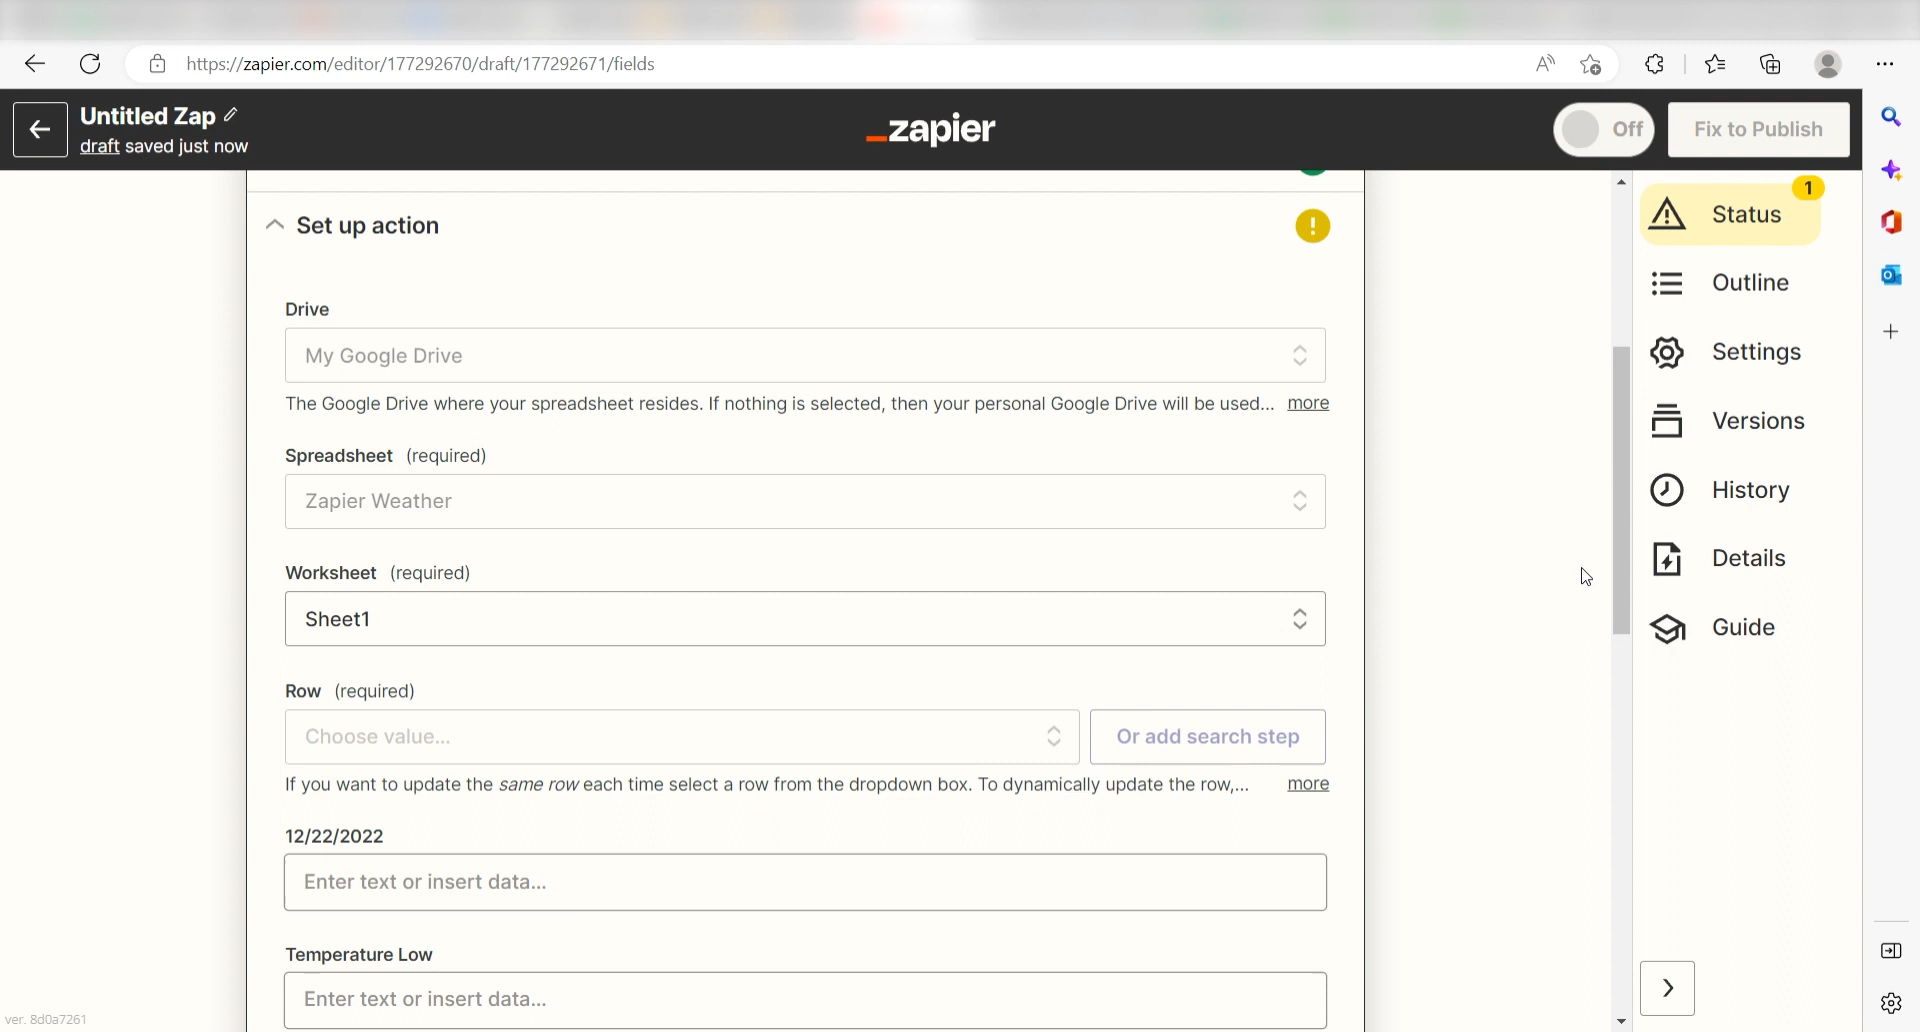 https://zapier.com/editor/177292670/draft/177292671/fields
Untitled Zap
draft saved just now
_zapier
Off
Fix to Publish
1
Status
Outline
Settings
Versions
History
Details
Guide
Set up action
!
Drive
My Google Drive
The Google Drive where your spreadsheet resides. If nothing is selected, then your personal Google Drive will be used... more
Spreadsheet (required)
Zapier Weather
Worksheet (required)
Sheet1
Row (required)
Choose value...
Or add search step
If you want to update the same row each time select a row from the dropdown box. To dynamically update the row,... more
12/22/2022
Enter text or insert data...
Temperature Low
Enter text or insert data...
ver. 8d0a7261